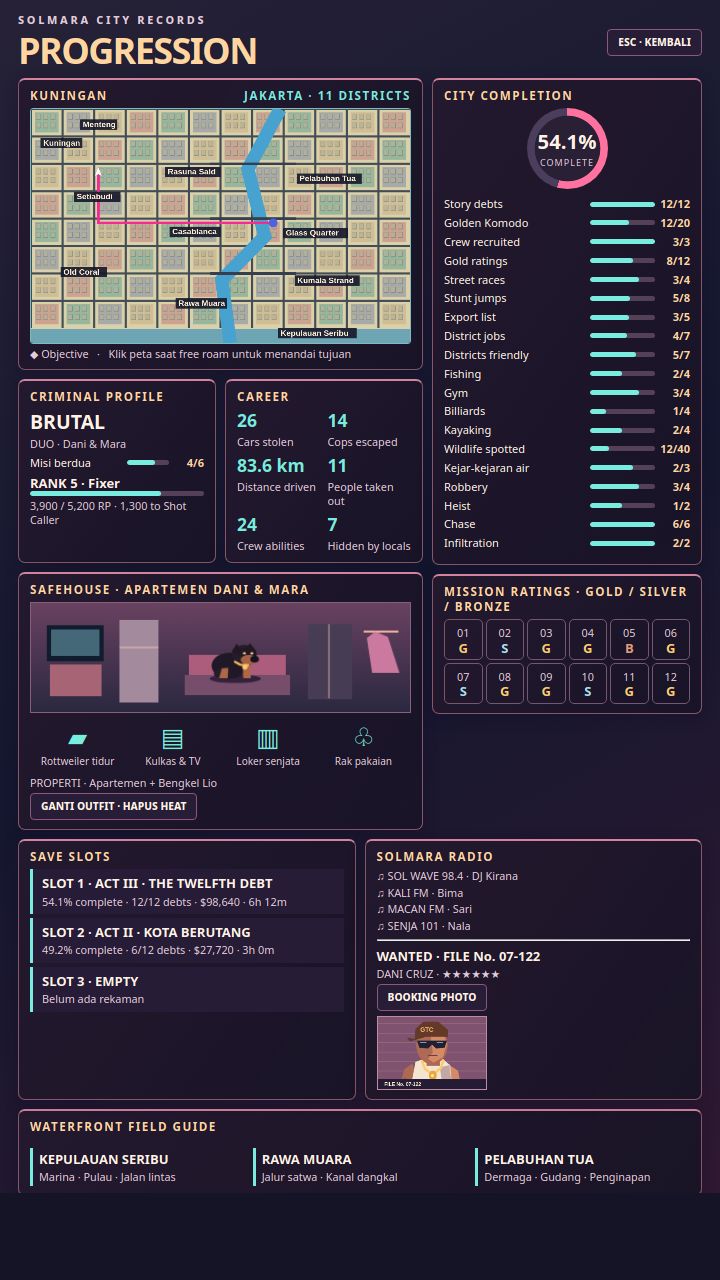 SOLMARA CITY RECORDS
PROGRESSION
ESC · KEMBALI
KUNINGAN
JAKARTA · 11 DISTRICTS
Menteng
Kuningan
Rasuna Said
Pelabuhan Tua
Setiabudi
Casablanca
Glass Quarter
Old Coral
Kumala Strand
Rawa Muara
Kepulauan Seribu
◆ Objective · Klik peta saat free roam untuk menandai tujuan
CITY COMPLETION
54.1%
COMPLETE
Story debts 12/12
Golden Komodo 12/20
Crew recruited 3/3
Gold ratings 8/12
Street races 3/4
Stunt jumps 5/8
Export list 3/5
District jobs 4/7
Districts friendly 5/7
Fishing 2/4
Gym 3/4
Billiards 1/4
Kayaking 2/4
Wildlife spotted 12/40
Kejar-kejaran air 2/3
Robbery 3/4
Heist 1/2
Chase 6/6
Infiltration 2/2
CRIMINAL PROFILE
BRUTAL
DUO · Dani & Mara
Misi berdua 4/6
RANK 5 · Fixer
3,900 / 5,200 RP · 1,300 to Shot
Caller
CAREER
26 14
Cars stolen Cops escaped
83.6 km 11
Distance driven People taken
out
24 7
Crew abilities Hidden by locals
SAFEHOUSE · APARTEMEN DANI & MARA
Rottweiler tidur
Kulkas & TV
Loker senjata
Rak pakaian
PROPERTI · Apartemen + Bengkel Lio
GANTI OUTFIT · HAPUS HEAT
MISSION RATINGS · GOLD / SILVER
/ BRONZE
01 02 03 04 05 06
G S G G B G
07 08 09 10 11 12
S G G S G G
SAVE SLOTS
SLOT 1 · ACT III · THE TWELFTH DEBT
54.1% complete · 12/12 debts · $98,640 · 6h 12m
SLOT 2 · ACT II · KOTA BERUTANG
49.2% complete · 6/12 debts · $27,720 · 3h 0m
SLOT 3 · EMPTY
Belum ada rekaman
SOLMARA RADIO
♫ SOL WAVE 98.4 · DJ Kirana
♫ KALI FM · Bima
♫ MACAN FM · Sari
♫ SENJA 101 · Nala
WANTED · FILE No. 07-122
DANI CRUZ · ★★★★★★
BOOKING PHOTO
GTC
FILE No. 07-122
WATERFRONT FIELD GUIDE
KEPULAUAN SERIBU
Marina · Pulau · Jalan lintas
RAWA MUARA
Jalur satwa · Kanal dangkal
PELABUHAN TUA
Dermaga · Gudang · Penginapan